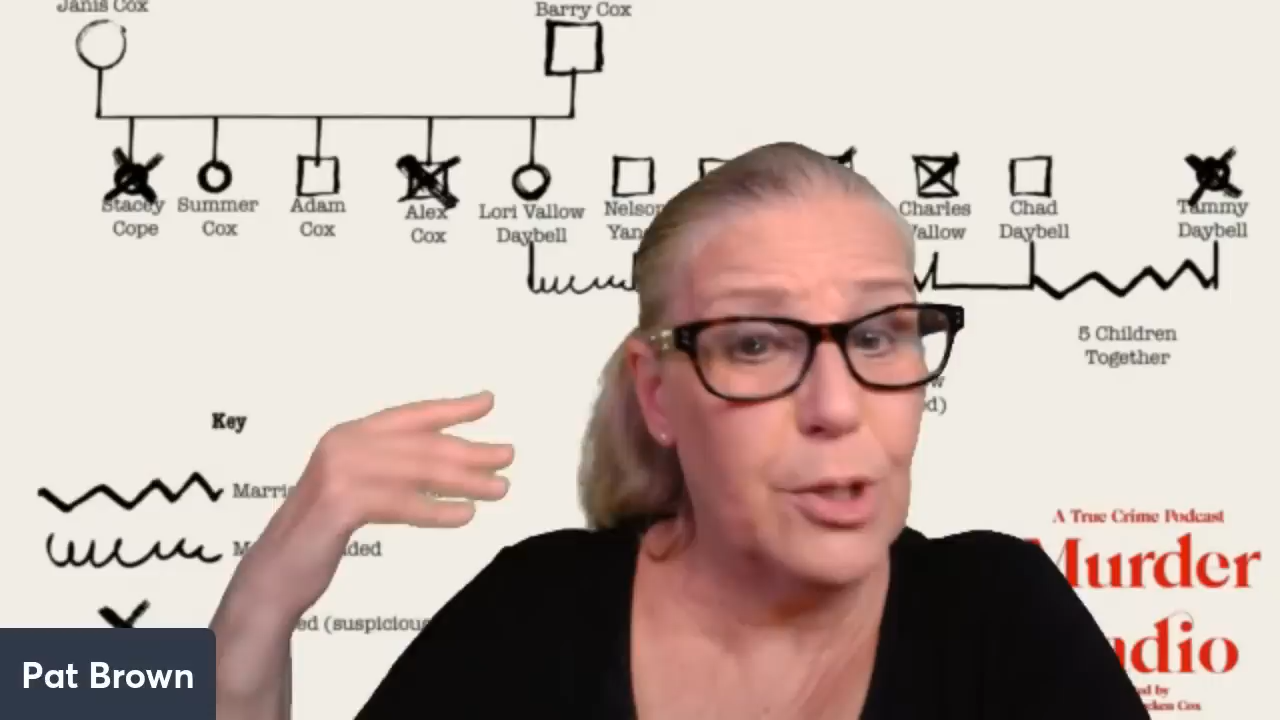 Janis Cox
Barry Cox
Stacey
Cope
Summer
Cox
Adam
Cox
Alex
Cox
Lori Vallow
Daybell
Charles
Chad
Daybell
Tammy
Daybell
5 Children
Together
Key
A True Crime Podcast
Murder
Pat Brown